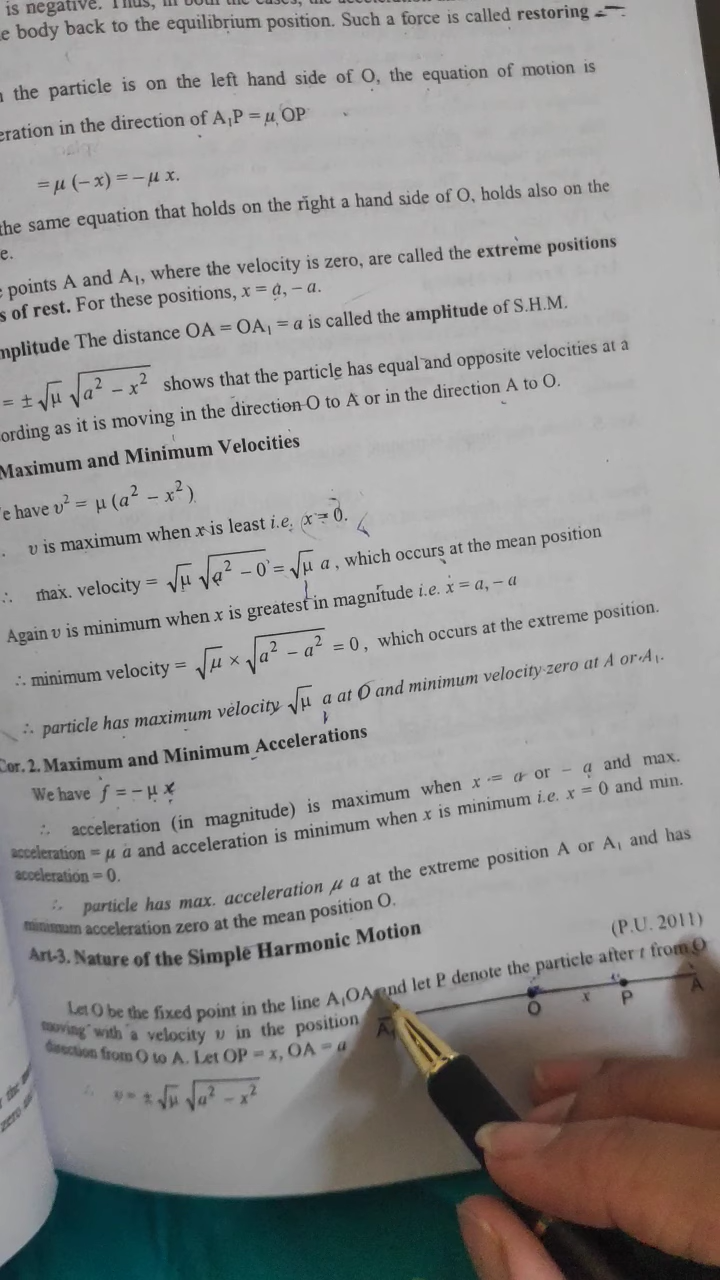 is negative. Thus, in both the cases, the
e body back to the equilibrium position. Such a force is called restoring
the particle is on the left hand side of O, the equation of motion is
eration in the direction of A₁P = μ OP
= μ (– x) = – μ x.
the same equation that holds on the right a hand side of O, holds also on the
e.
points A and A₁, where the velocity is zero, are called the extreme positions
s of rest. For these positions, x = a, – a.
mplitude The distance OA = OA₁ = a is called the amplitude of S.H.M.
= ± √μ √(a² – x²) shows that the particle has equal and opposite velocities at a
ording as it is moving in the direction O to A or in the direction A to O.
Maximum and Minimum Velocities
e have υ² = μ (a² – x²)
υ is maximum when x is least i.e. x = 0.
∴ max. velocity = √μ √(a² – 0) = √μ a, which occurs at the mean position
Again υ is minimum when x is greatest in magnitude i.e. x = a, – a
∴ minimum velocity = √μ × √(a² – a²) = 0, which occurs at the extreme position.
∴ particle has maximum velocity √μ a at O and minimum velocity zero at A or A₁.
Cor. 2. Maximum and Minimum Accelerations
We have f = – μ x
∴ acceleration (in magnitude) is maximum when x = a or – a and max.
acceleration = μ a and acceleration is minimum when x is minimum i.e. x = 0 and min.
acceleration = 0.
∴ particle has max. acceleration μ a at the extreme position A or A₁ and has
minimum acceleration zero at the mean position O.
Art-3. Nature of the Simple Harmonic Motion (P.U. 2011)
Let O be the fixed point in the line A₁OA and let P denote the particle after t from O
moving with a velocity υ in the position
direction from O to A. Let OP = x, OA = a
A₁ O x P A
υ = ± √μ √(a² – x²)